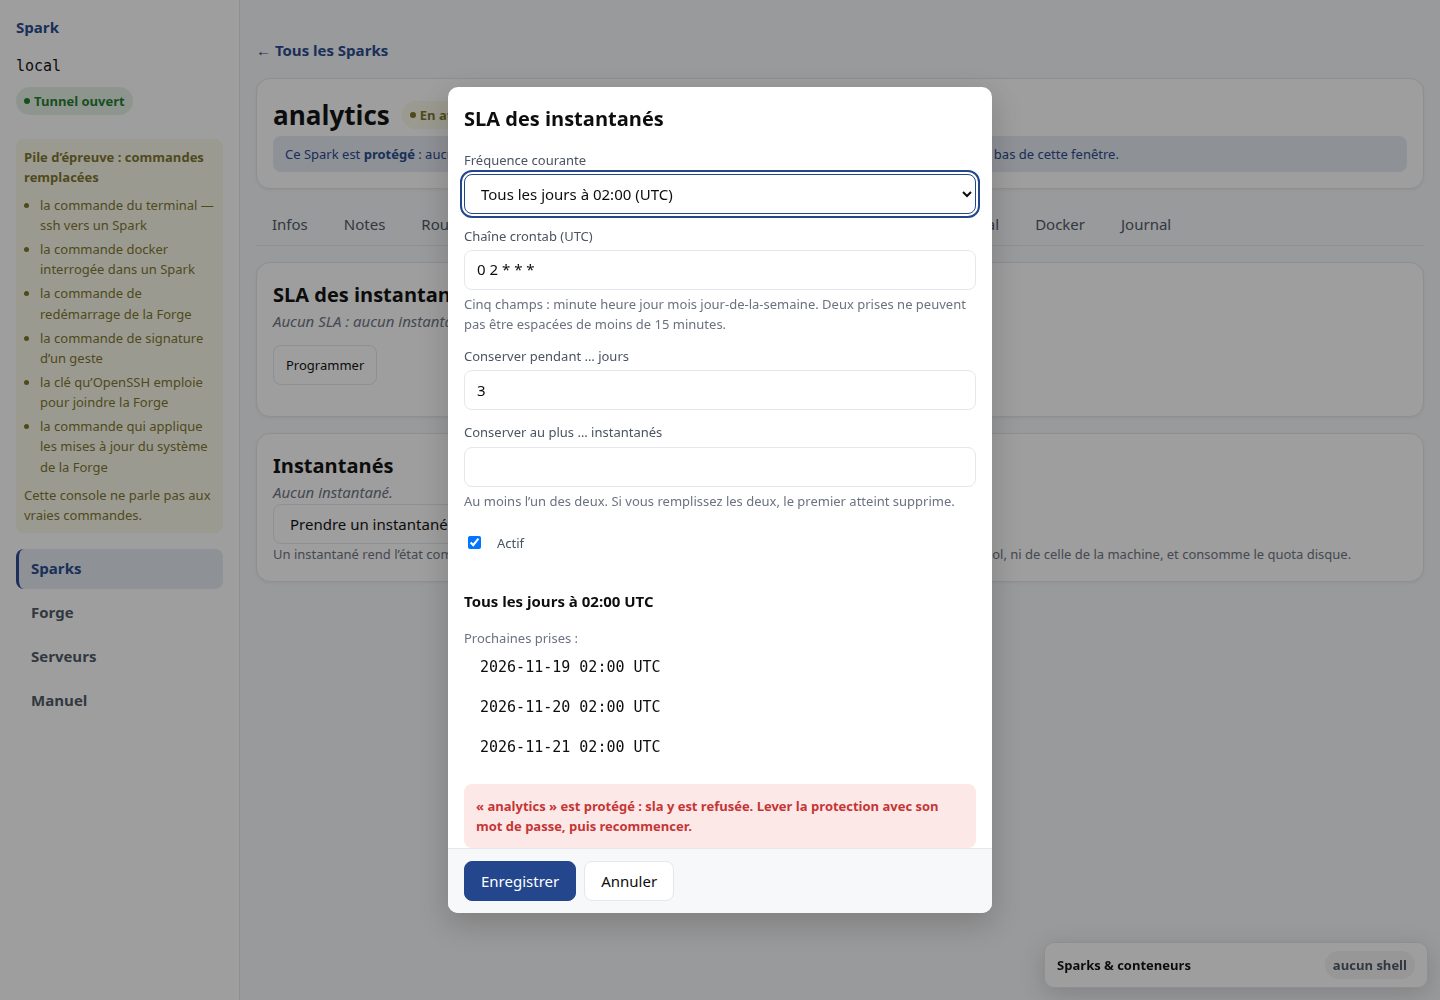 Spark
local
Tunnel ouvert
Pile d’épreuve : commandes
remplacées
la commande du terminal —
ssh vers un Spark
la commande docker
interrogée dans un Spark
la commande de
redémarrage de la Forge
la commande de signature
d’un geste
la clé qu’OpenSSH emploie
pour joindre la Forge
la commande qui applique
les mises à jour du système
de la Forge
Cette console ne parle pas aux
vraies commandes.
Sparks
Forge
Serveurs
Manuel
← Tous les Sparks
analytics
Ce Spark est protégé :
bas de cette fenêtre.
Infos
Notes
Docker
Journal
Aucun SLA : aucun
Programmer
Instantanés
Aucun instantané.
Prendre un instantané
Un instantané rend l’état
ni de celle de la machine, et consomme le quota disque.
SLA des instantanés
Fréquence courante
Tous les jours à 02:00 (UTC)
Chaîne crontab (UTC)
0 2 * * *
Cinq champs : minute heure jour mois jour-de-la-semaine. Deux prises ne peuvent
pas être espacées de moins de 15 minutes.
Conserver pendant … jours
3
Conserver au plus … instantanés
Au moins l’un des deux. Si vous remplissez les deux, le premier atteint supprime.
Actif
Tous les jours à 02:00 UTC
Prochaines prises :
2026-11-19 02:00 UTC
2026-11-20 02:00 UTC
2026-11-21 02:00 UTC
« analytics » est protégé : sla y est refusée. Lever la protection avec son
mot de passe, puis recommencer.
Enregistrer
Annuler
Sparks & conteneurs
aucun shell